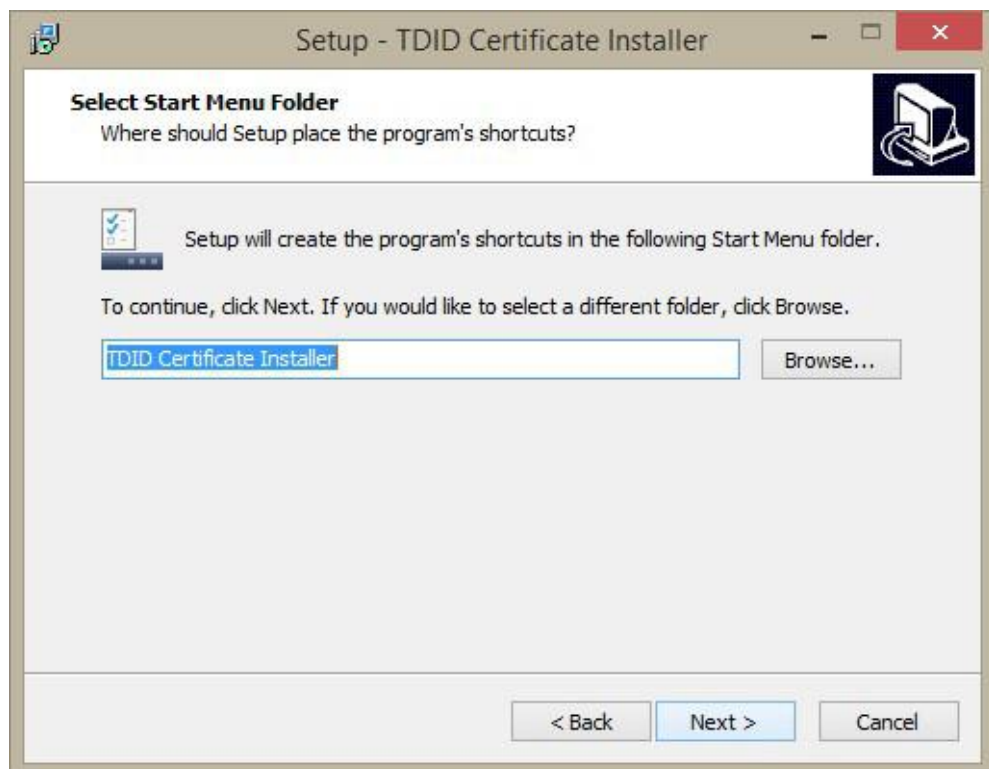 Setup - TDID Certificate Installer
Select Start Menu Folder
Where should Setup place the program's shortcuts?
Setup will create the program's shortcuts in the following Start Menu folder.
To continue, click Next. If you would like to select a different folder, click Browse.
TDID Certificate Installer
Browse...
< Back
Next >
Cancel